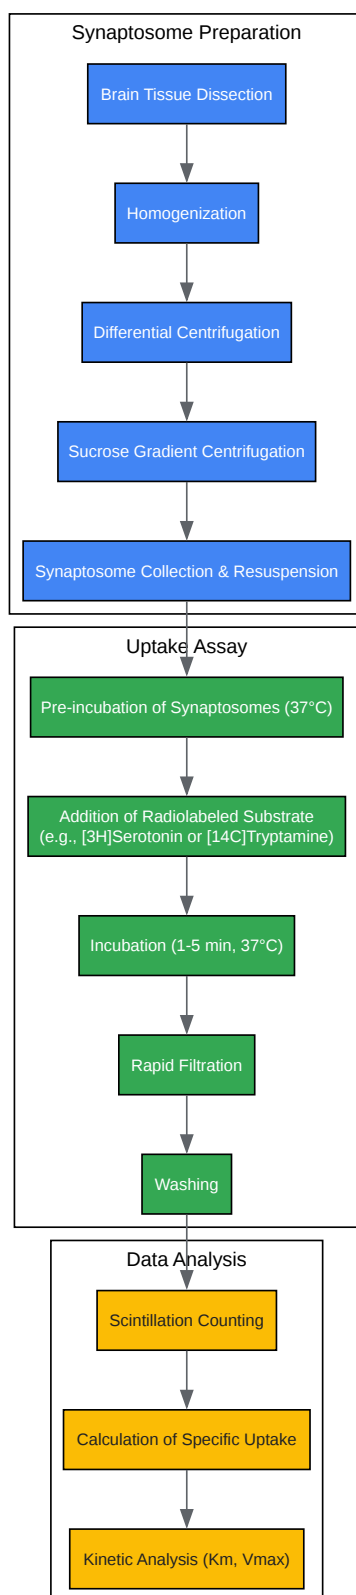 Synaptosome Preparation
Brain Tissue Dissection
Homogenization
Differential Centrifugation
Sucrose Gradient Centrifugation
Synaptosome Collection & Resuspension
Uptake Assay
Pre-incubation of Synaptosomes (37°C)
Addition of Radiolabeled Substrate
(e.g., [3H]Serotonin or [14C]Tryptamine)
Incubation (1-5 min, 37°C)
Rapid Filtration
Washing
Data Analysis
Scintillation Counting
Calculation of Specific Uptake
Kinetic Analysis (Km, Vmax)